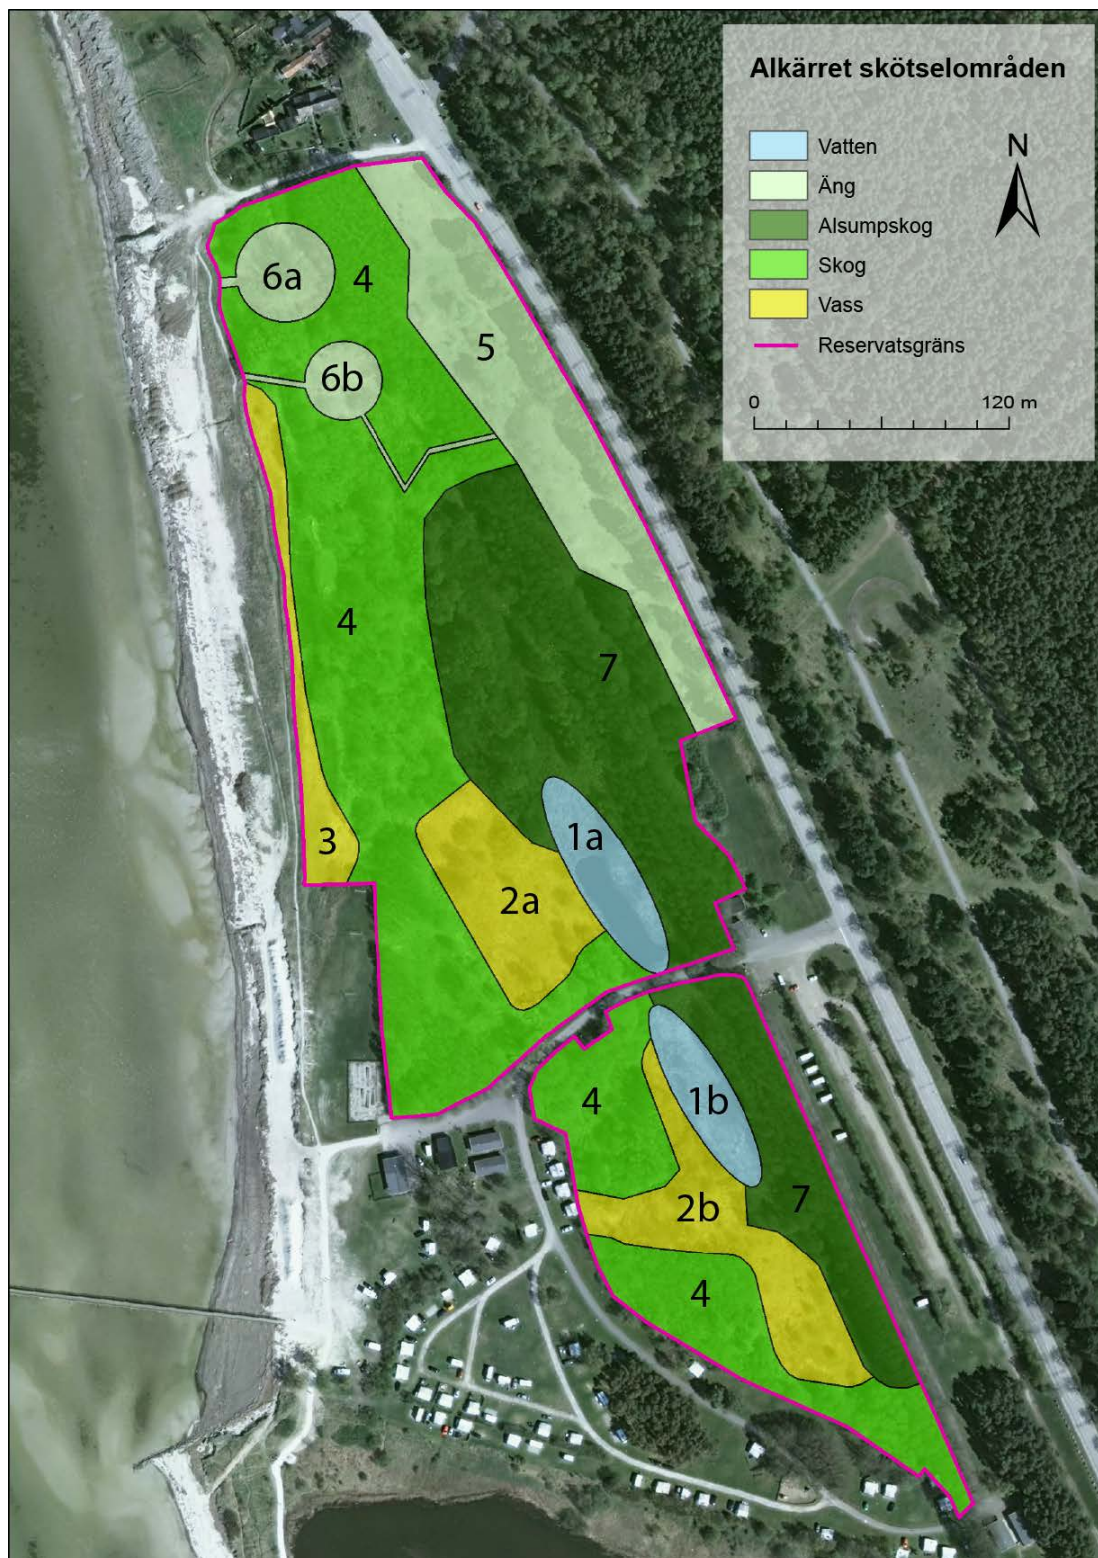 Alkärret skötselområden
Vatten
Äng
Alsumpskog
Skog
Vass
Reservatsgräns
N
0 120 m
6a
4
5
6b
4
7
3
1a
2a
4
1b
7
2b
4